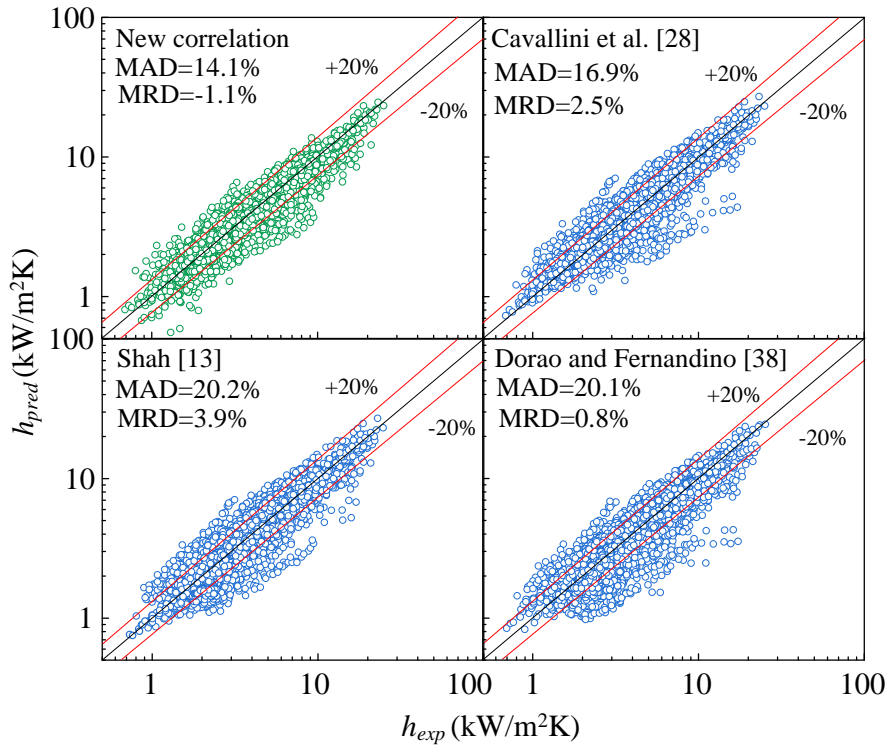 100
10
1
New correlation
MAD=14.1%
MRD=-1.1%
+20%
-20%
Cavallini et al. [28]
MAD=16.9%
MRD=2.5%
+20%
-20%
100
10
1
Shah [13]
MAD=20.2%
MRD=3.9%
+20%
-20%
Dorao and Fernandino [38]
MAD=20.1%
MRD=0.8%
+20%
-20%
1 10 100 1 10 100
h_pred (kW/m²K)
h_exp (kW/m²K)